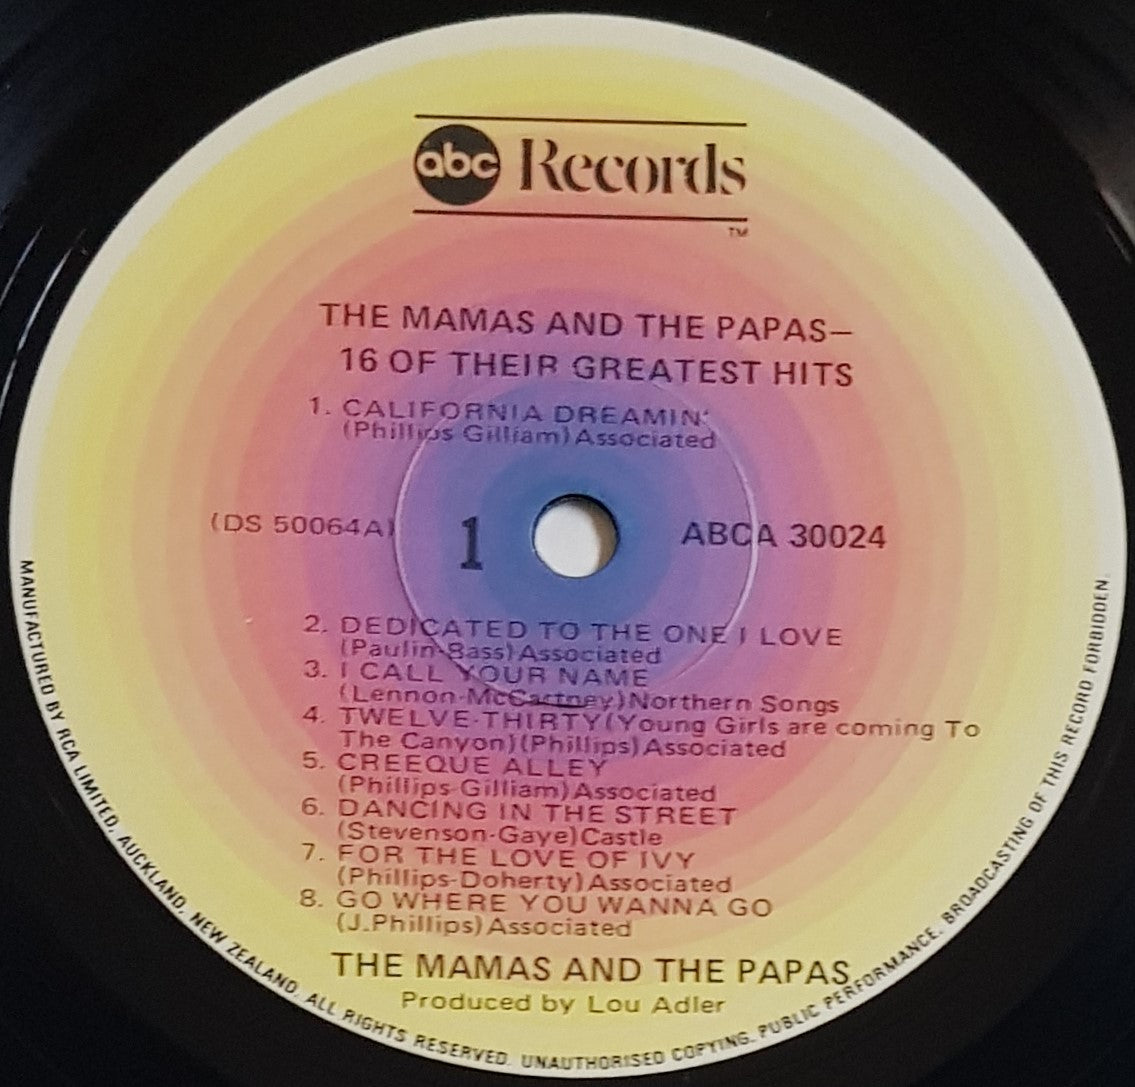 abc Records
TM
THE MAMAS AND THE PAPAS—
16 OF THEIR GREATEST HITS
1. CALIFORNIA DREAMIN'
(Phillips Gilliam) Associated
(DS 50064A)
1
ABCA 30024
2. DEDICATED TO THE ONE I LOVE
(Paulin-Bass) Associated
3. I CALL YOUR NAME
(Lennon-McCartney) Northern Songs
4. TWELVE-THIRTY (Young Girls are coming To
The Canyon) (Phillips) Associated
5. CREEQUE ALLEY
(Phillips-Gilliam) Associated
6. DANCING IN THE STREET
(Stevenson-Gaye) Castle
7. FOR THE LOVE OF IVY
(Phillips-Doherty) Associated
8. GO WHERE YOU WANNA GO
(J.Phillips) Associated
THE MAMAS AND THE PAPAS
Produced by Lou Adler
MANUFACTURED BY RCA LIMITED, AUCKLAND, NEW ZEALAND. ALL RIGHTS RESERVED. UNAUTHORISED COPYING, PUBLIC PERFORMANCE, BROADCASTING OF THIS RECORD FORBIDDEN.